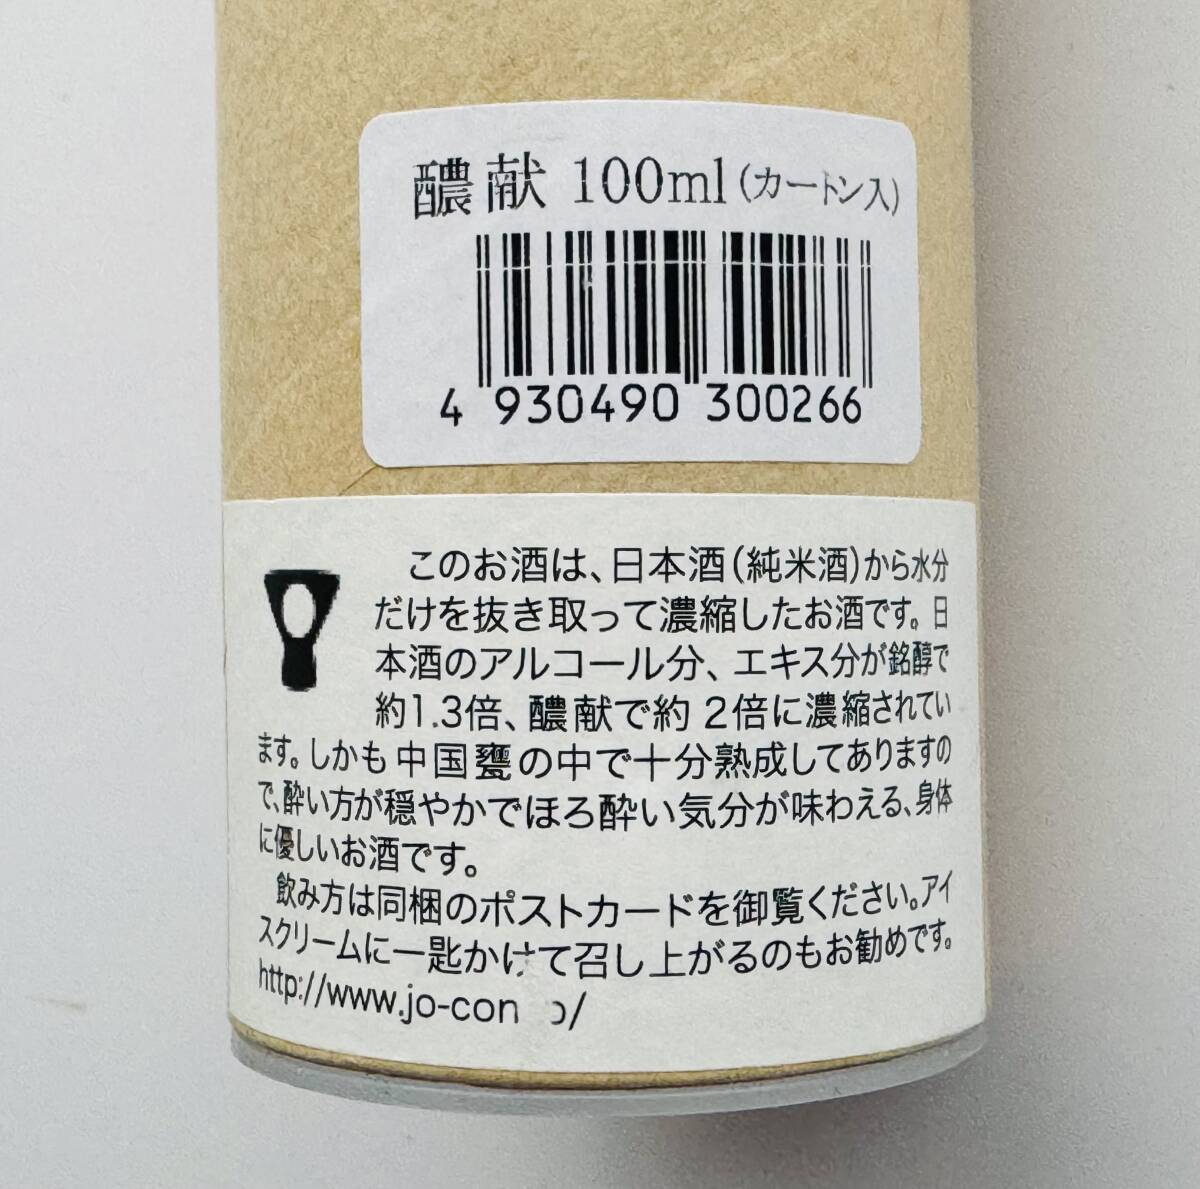 醲献 100ml(カートン入)
4 930490 300266
このお酒は、日本酒(純米酒)から水分
だけを抜き取って濃縮したお酒です。日
本酒のアルコール分、エキス分が銘醇で
約1.3倍、醲献で約 2倍に濃縮されてい
ます。しかも中国甕の中で十分熟成してありますの
で、酔い方が穏やかでほろ酔い気分が味わえる、身体
に優しいお酒です。
飲み方は同梱のポストカードを御覧ください。アイ
スクリームに一匙かけて召し上がるのもお勧めです。
http://www.jo-con